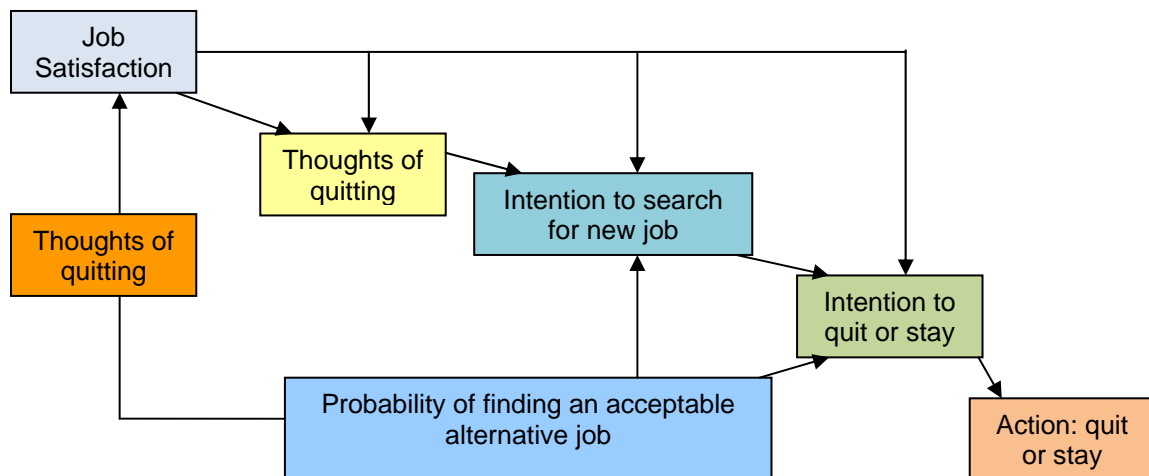 Job
Satisfaction
Thoughts of
quitting
Intention to search
for new job
Thoughts of
quitting
Intention to
quit or stay
Probability of finding an acceptable
alternative job
Action: quit
or stay